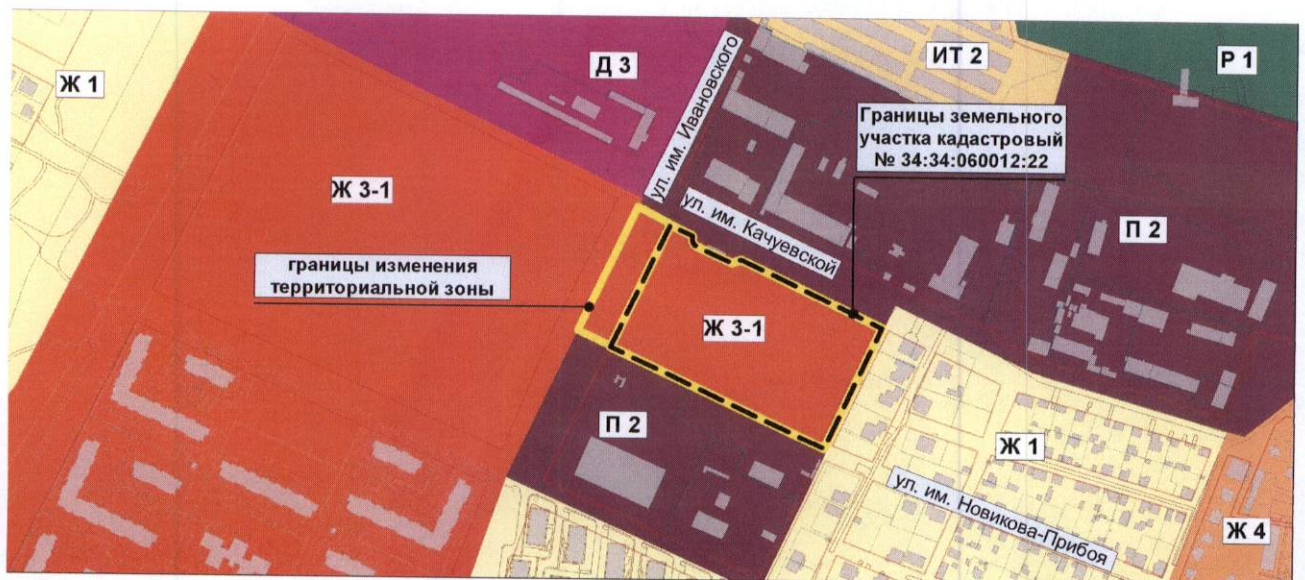 Ж 1
Д 3
ИТ 2
Р 1
ул. им. Ивановского
Границы земельного
участка кадастровый
№ 34:34:060012:22
Ж 3-1
ул. им. Качуевской
П 2
границы изменения
территориальной зоны
Ж 3-1
П 2
Ж 1
ул. им. Новикова-Прибоя
Ж 4